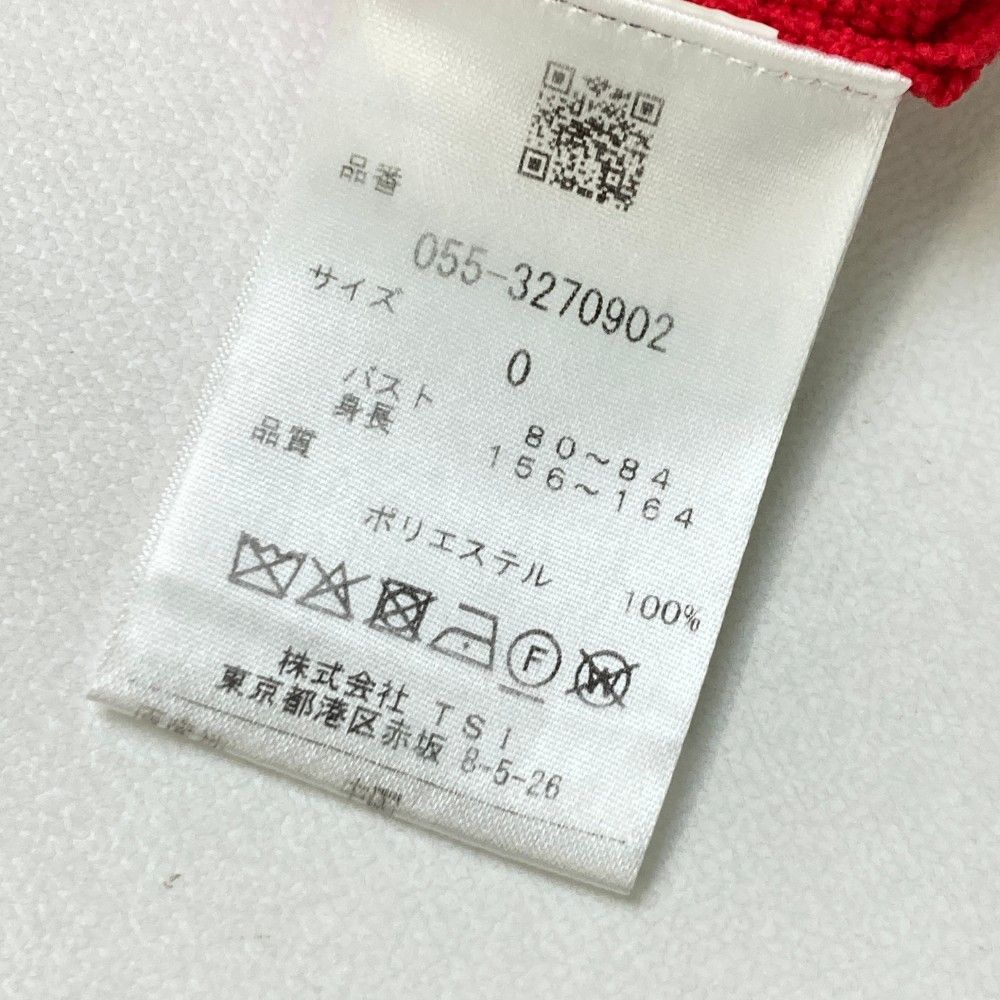 品番
055-3270902
サイズ
0
バスト 80～84
身長 156～164
品質
ポリエステル 100%
F
W
株式会社 TSI
東京都港区赤坂 8-5-26